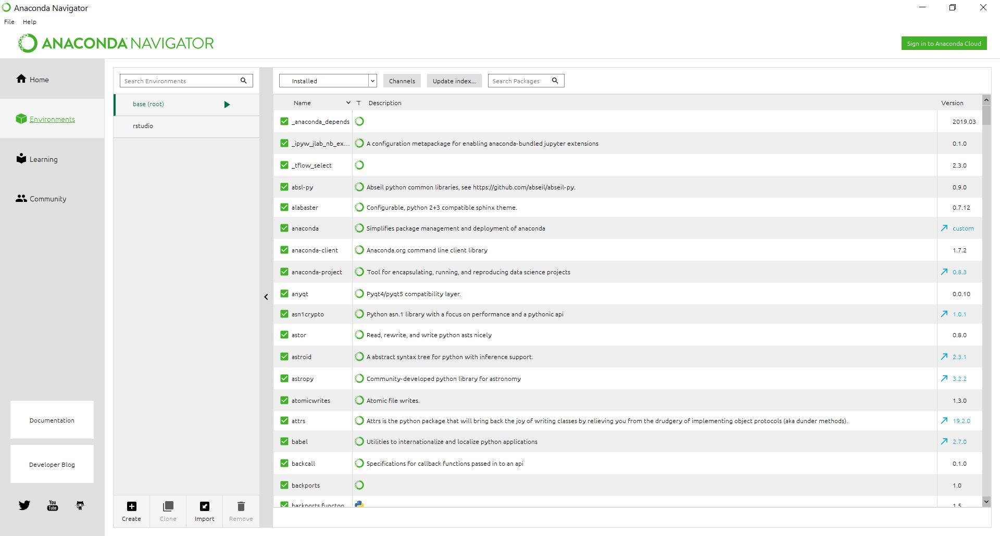 Anaconda Navigator
File Help
ANACONDA NAVIGATOR
Sign in to Anaconda Cloud
Home
Environments
Learning
Community
Documentation
Developer Blog
You Tube
Search Environments
base (root)
rstudio
Create Clone Import Remove
Installed Channels Update index... Search Packages
Name T Description Version
_anaconda_depends 2019.03
_ipyw_jlab_nb_ex... A configuration metapackage for enabling anaconda-bundled jupyter extensions 0.1.0
_tflow_select 2.3.0
absl-py Abseil python common libraries, see https://github.com/abseil/abseil-py. 0.9.0
alabaster Configurable, python 2+3 compatible sphinx theme. 0.7.12
anaconda Simplifies package management and deployment of anaconda custom
anaconda-client Anaconda.org command line client library 1.7.2
anaconda-project Tool for encapsulating, running, and reproducing data science projects 0.8.3
anyqt Pyqt4/pyqt5 compatibility layer. 0.0.10
asn1crypto Python asn.1 library with a focus on performance and a pythonic api 1.0.1
astor Read, rewrite, and write python asts nicely 0.8.0
astroid A abstract syntax tree for python with inference support. 2.3.1
astropy Community-developed python library for astronomy 3.2.2
atomicwrites Atomic file writes. 1.3.0
attrs Attrs is the python package that will bring back the joy of writing classes by relieving you from the drudgery of implementing object protocols (aka dunder methods). 19.2.0
babel Utilities to internationalize and localize python applications 2.7.0
backcall Specifications for callback functions passed in to an api 0.1.0
backports 1.0
backports.functoo 1.5